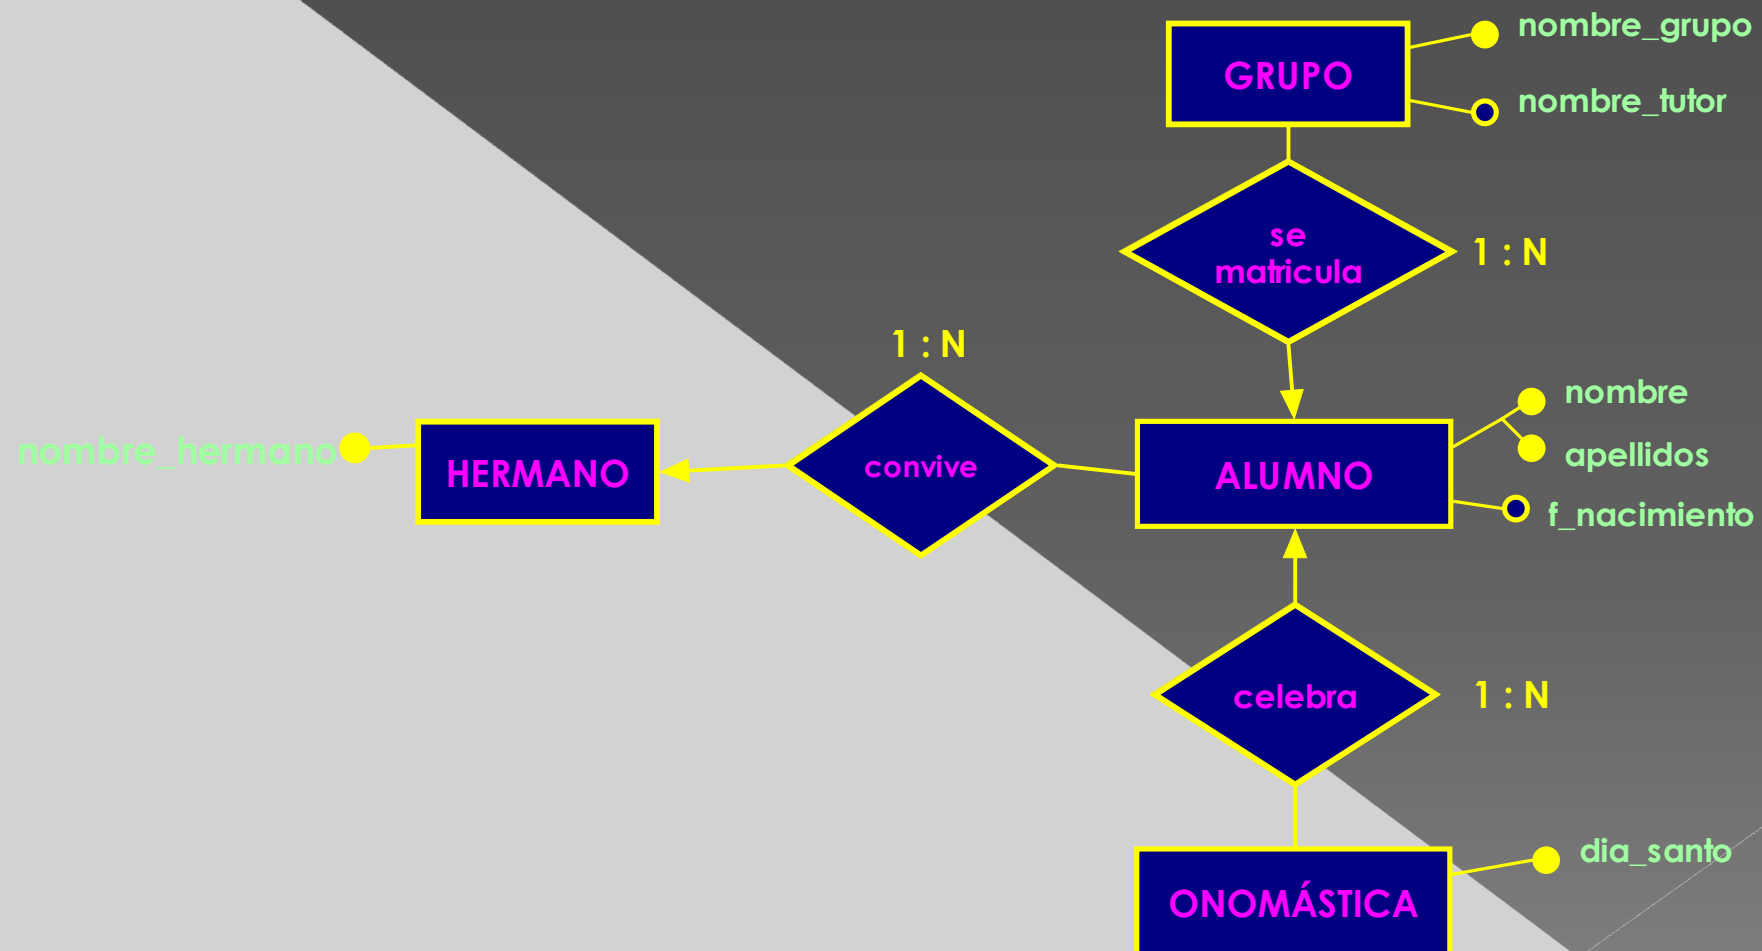 nombre_grupo
GRUPO
nombre_tutor
se
matricula
1 : N
1 : N
nombre
nombre_hermano
HERMANO
convive
ALUMNO
apellidos
f_nacimiento
celebra
1 : N
dia_santo
ONOMÁSTICA